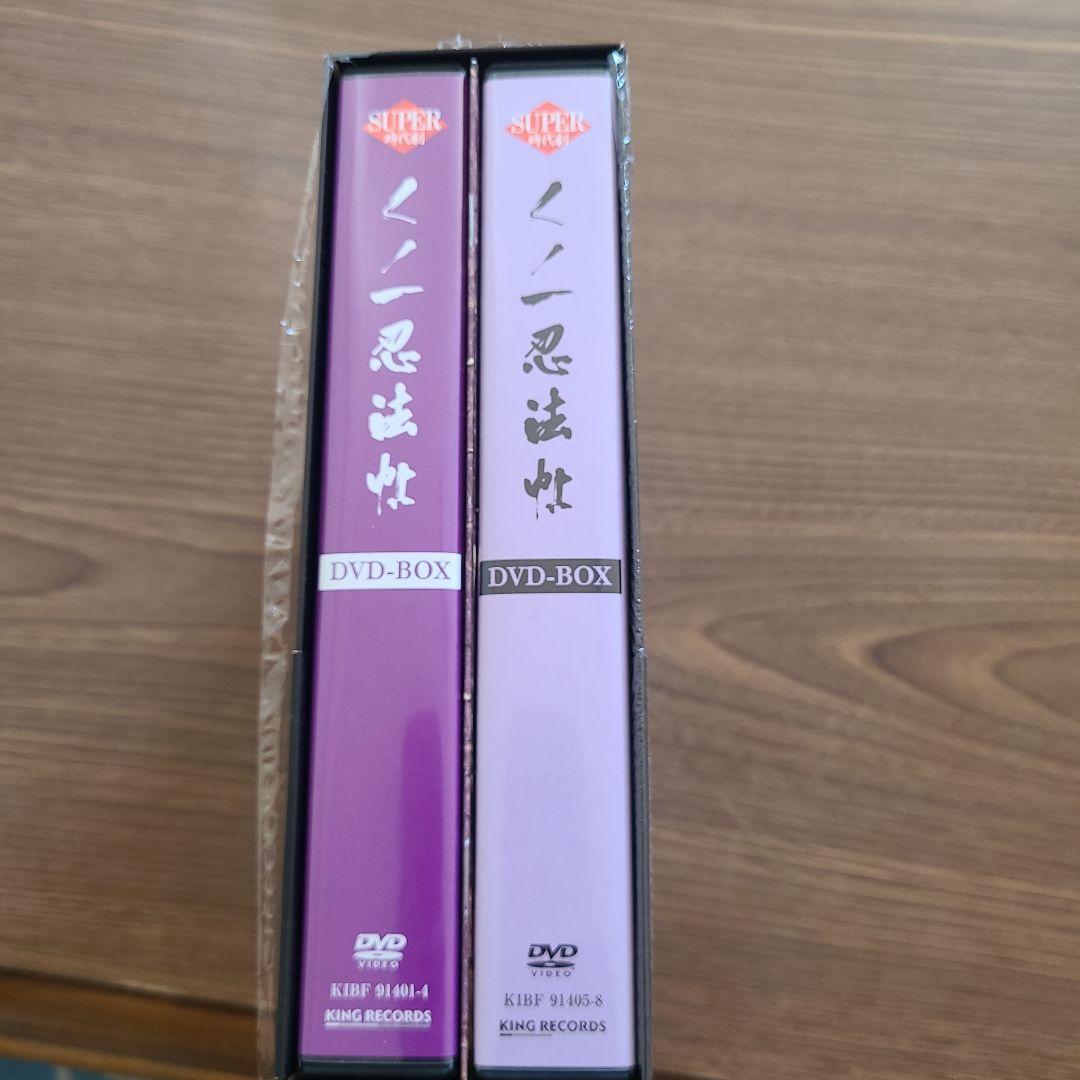 SUPER
時代劇
くノ一忍法帖
DVD-BOX
DVD
VIDEO
KIBF 91401-4
KING RECORDS
SUPER
時代劇
くノ一忍法帖
DVD-BOX
DVD
VIDEO
KIBF 91405-8
KING RECORDS